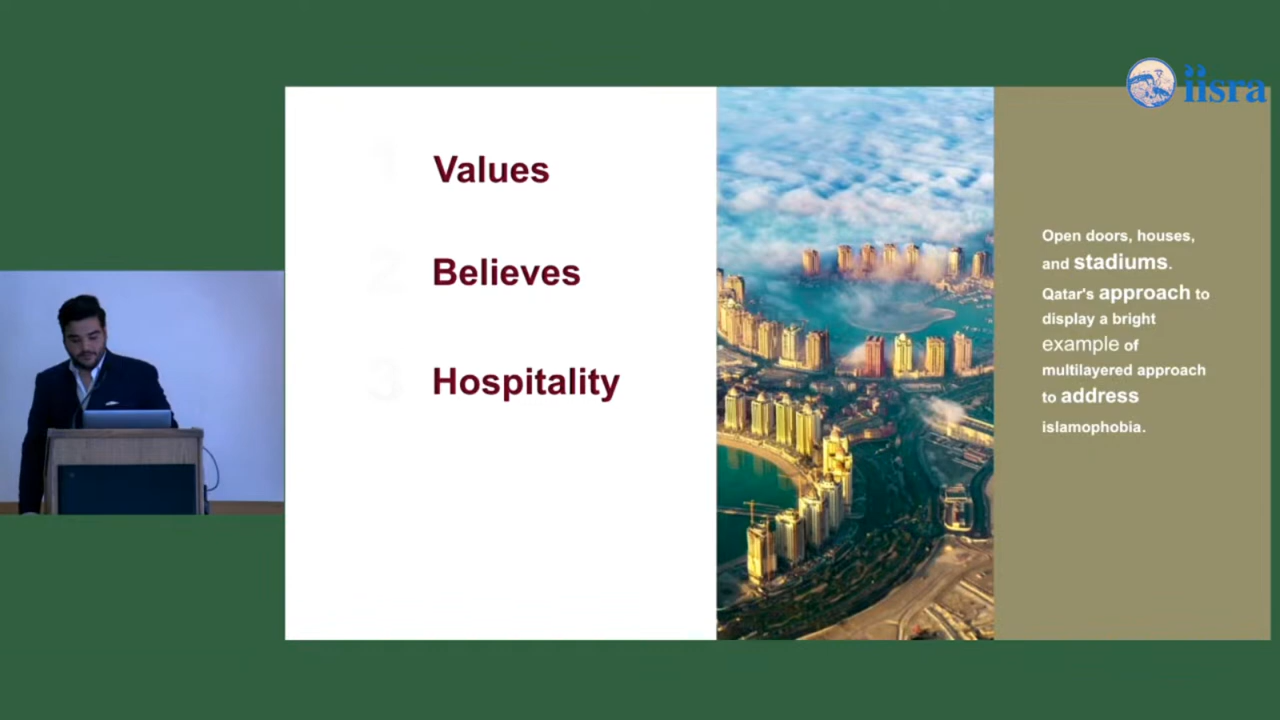 iisra
1 Values
2 Believes
3 Hospitality
Open doors, houses,
and stadiums.
Qatar's approach to
display a bright
example of
multilayered approach
to address
islamophobia.